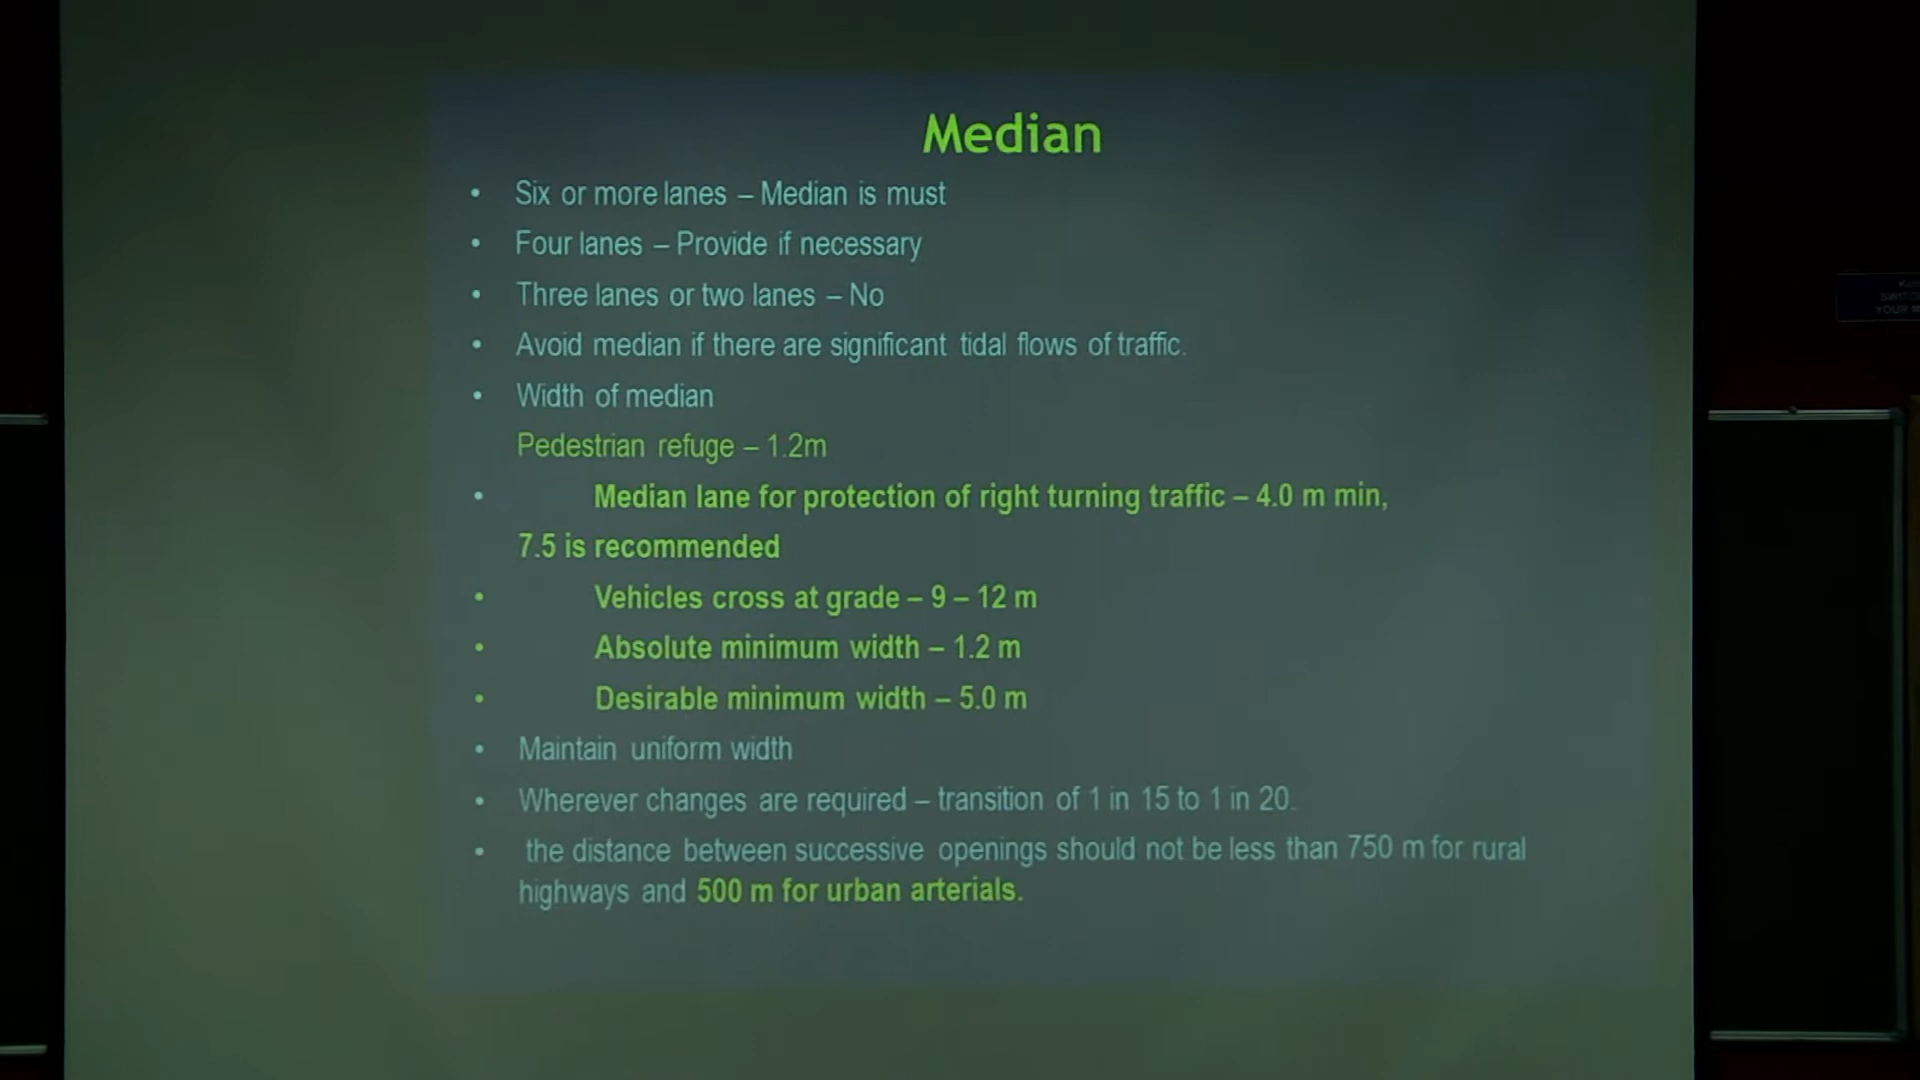 Median
• Six or more lanes – Median is must
• Four lanes – Provide if necessary
• Three lanes or two lanes – No
• Avoid median if there are significant tidal flows of traffic.
• Width of median
Pedestrian refuge – 1.2m
• Median lane for protection of right turning traffic – 4.0 m min,
7.5 is recommended
• Vehicles cross at grade – 9 – 12 m
• Absolute minimum width – 1.2 m
• Desirable minimum width – 5.0 m
• Maintain uniform width
• Wherever changes are required – transition of 1 in 15 to 1 in 20.
• the distance between successive openings should not be less than 750 m for rural
highways and 500 m for urban arterials.
YOUR